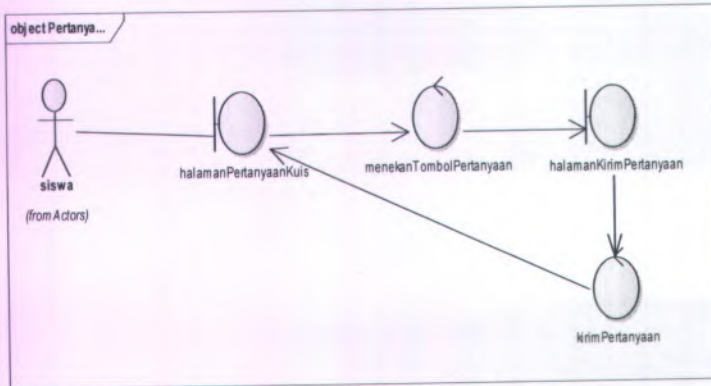 object Pertanya...
siswa
(from Actors)
halamanPertanyaanKuis
menekanTombolPertanyaan
halamanKirimPertanyaan
kirimPertanyaan